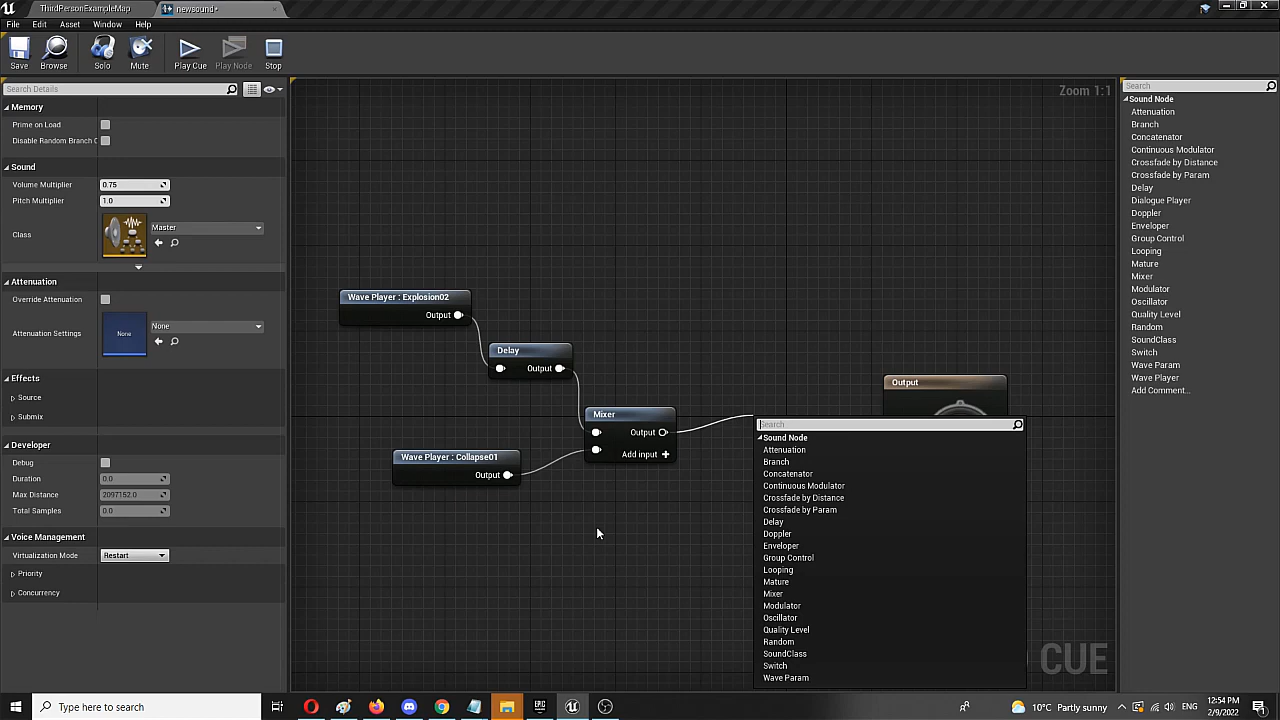 ThirdPersonExampleMap
newsound*
File Edit Asset Window Help
Save Browse Solo Mute Play Cue Play Node Stop
Search Details
Memory
Prime on Load
Disable Random Branch C
Sound
Volume Multiplier 0.75
Pitch Multiplier 1.0
Class Master
Attenuation
Override Attenuation
Attenuation Settings None None
Effects
Source
Submix
Developer
Debug
Duration 0.0
Max Distance 2097152.0
Total Samples 0.0
Voice Management
Virtualization Mode Restart
Priority
Concurrency
Zoom 1:1
Wave Player : Explosion02
Output
Delay
Output
Mixer
Output
Add input
Wave Player : Collapse01
Output
Output
Search
Sound Node
Attenuation
Branch
Concatenator
Continuous Modulator
Crossfade by Distance
Crossfade by Param
Delay
Doppler
Enveloper
Group Control
Looping
Mature
Mixer
Modulator
Oscillator
Quality Level
Random
SoundClass
Switch
Wave Param
CUE
Search
Sound Node
Attenuation
Branch
Concatenator
Continuous Modulator
Crossfade by Distance
Crossfade by Param
Delay
Dialogue Player
Doppler
Enveloper
Group Control
Looping
Mature
Mixer
Modulator
Oscillator
Quality Level
Random
SoundClass
Switch
Wave Param
Wave Player
Add Comment...
Type here to search
EPIC GAMES
10°C Partly sunny
ENG
12:54 PM
2/9/2022
1